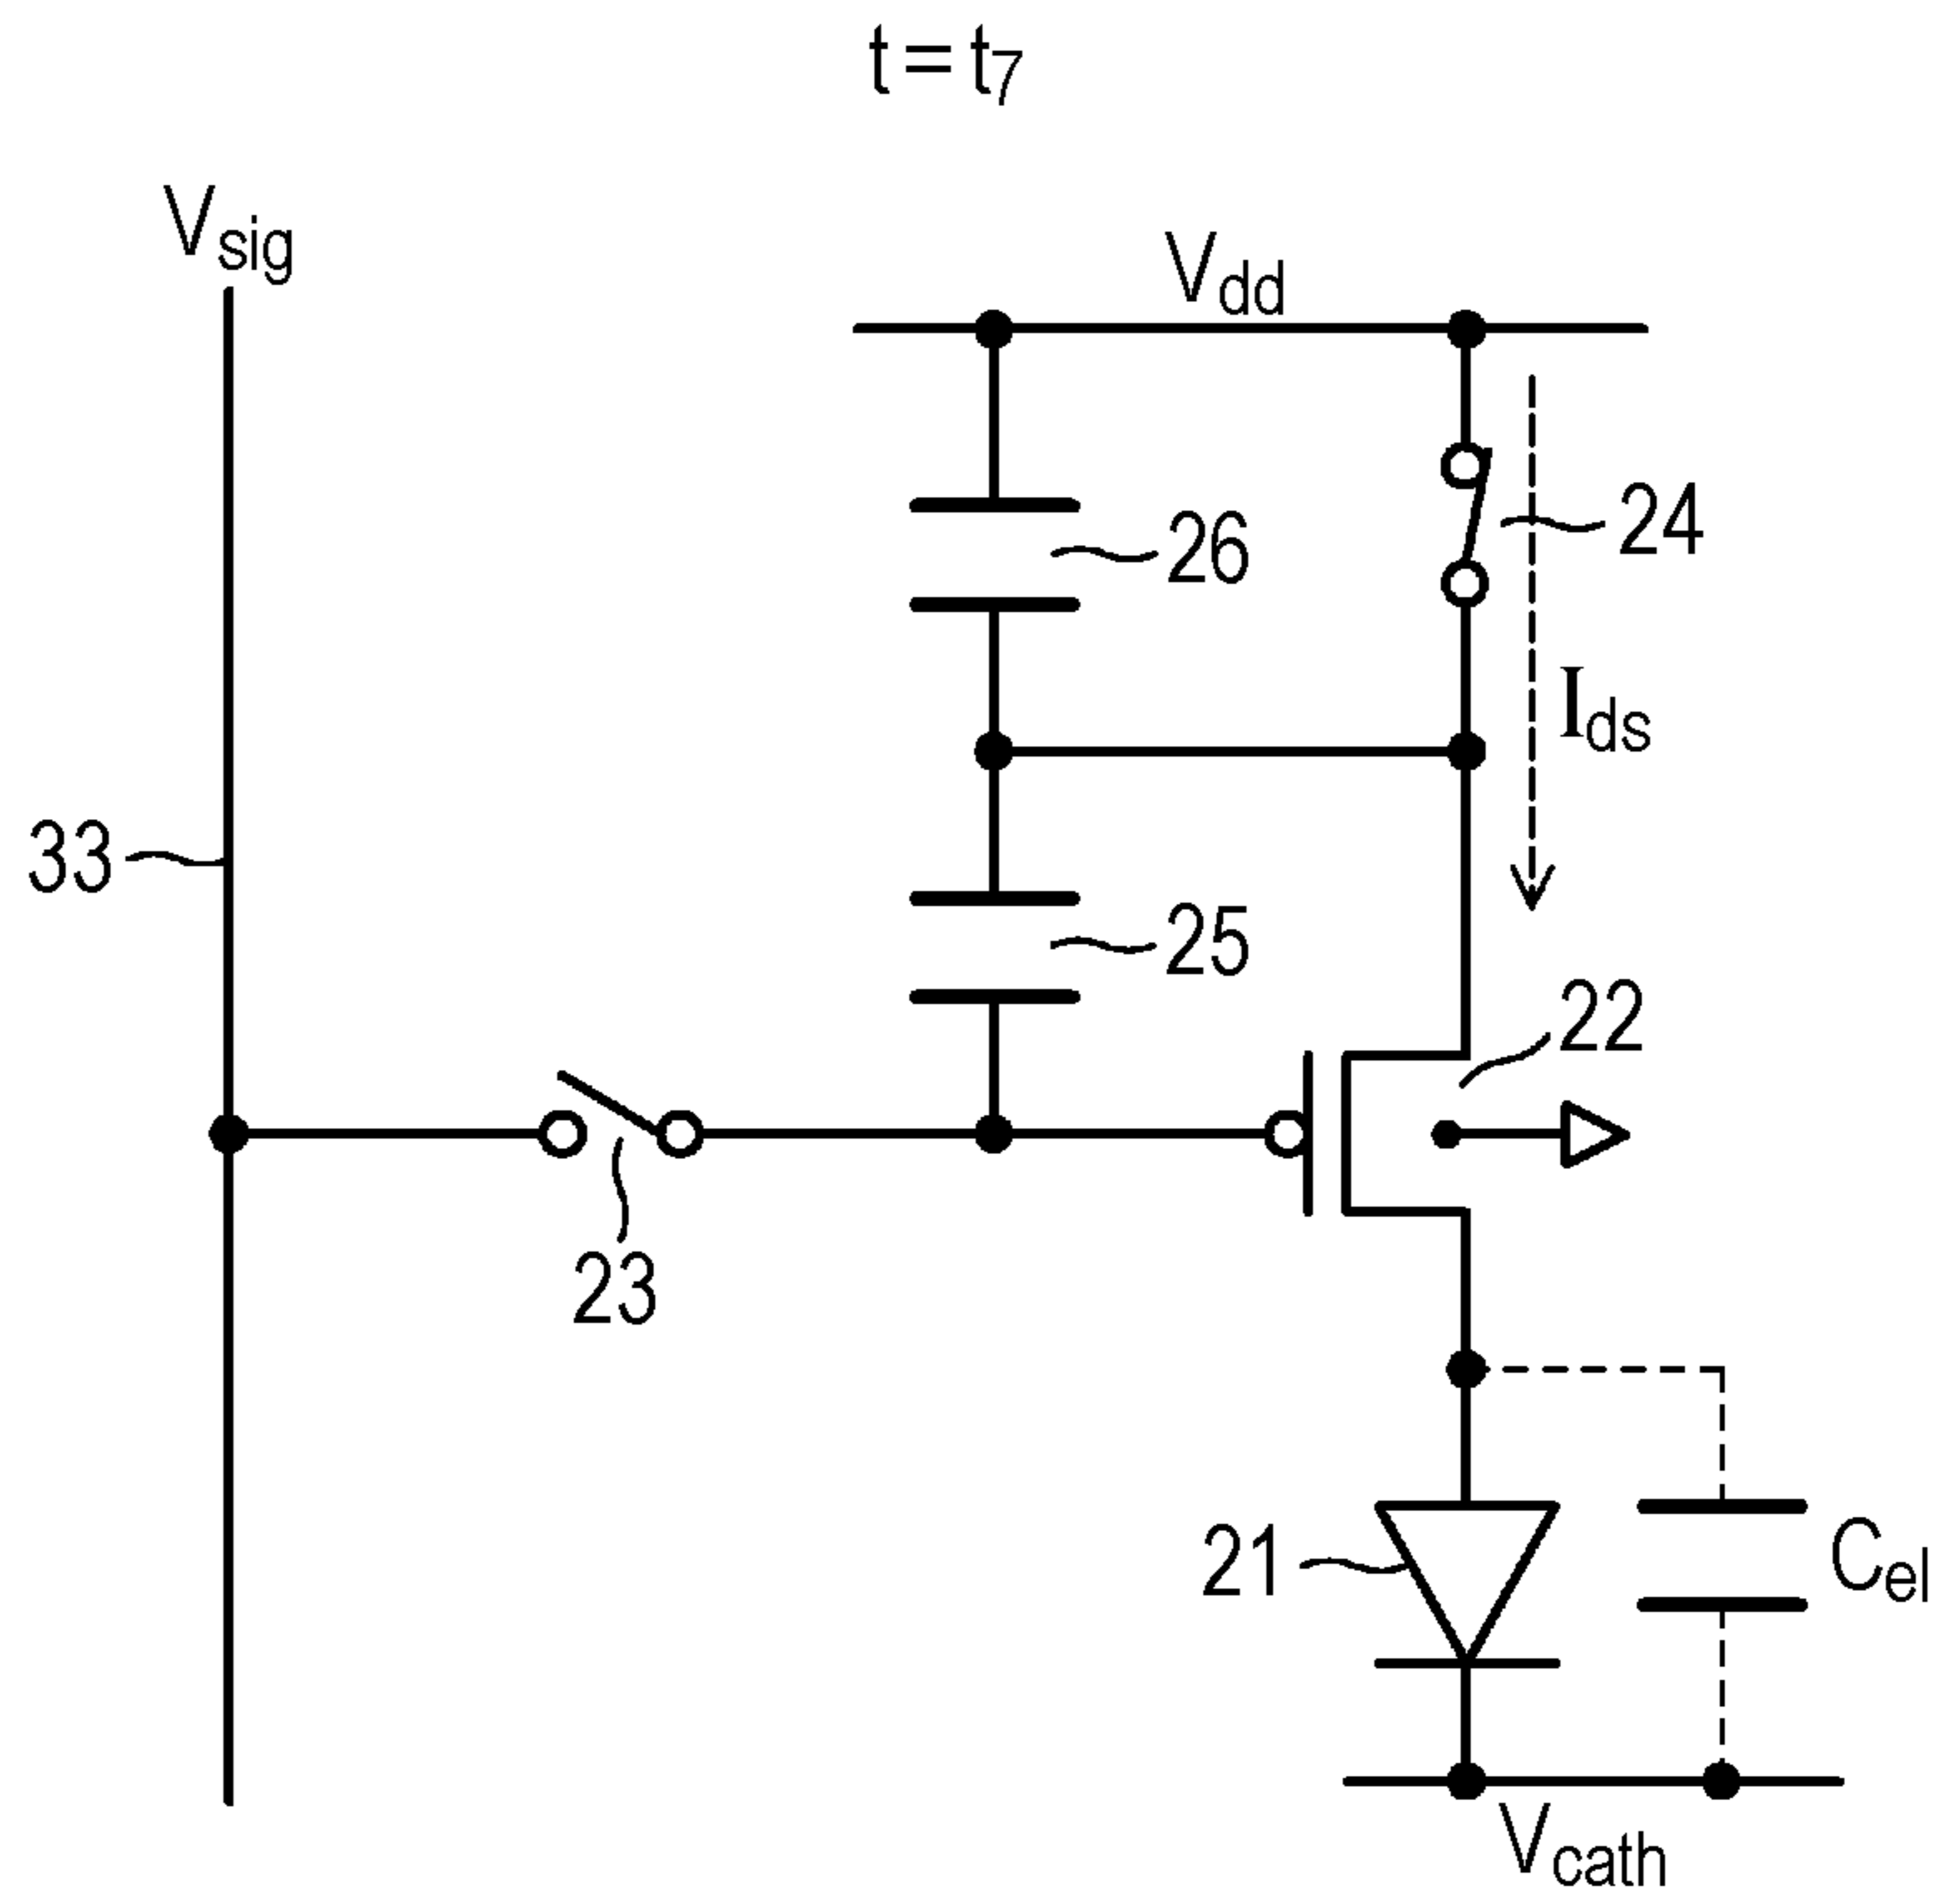 t = t7
Vsig
Vdd
26
24
Ids
33
25
22
23
21
Cel
Vcath